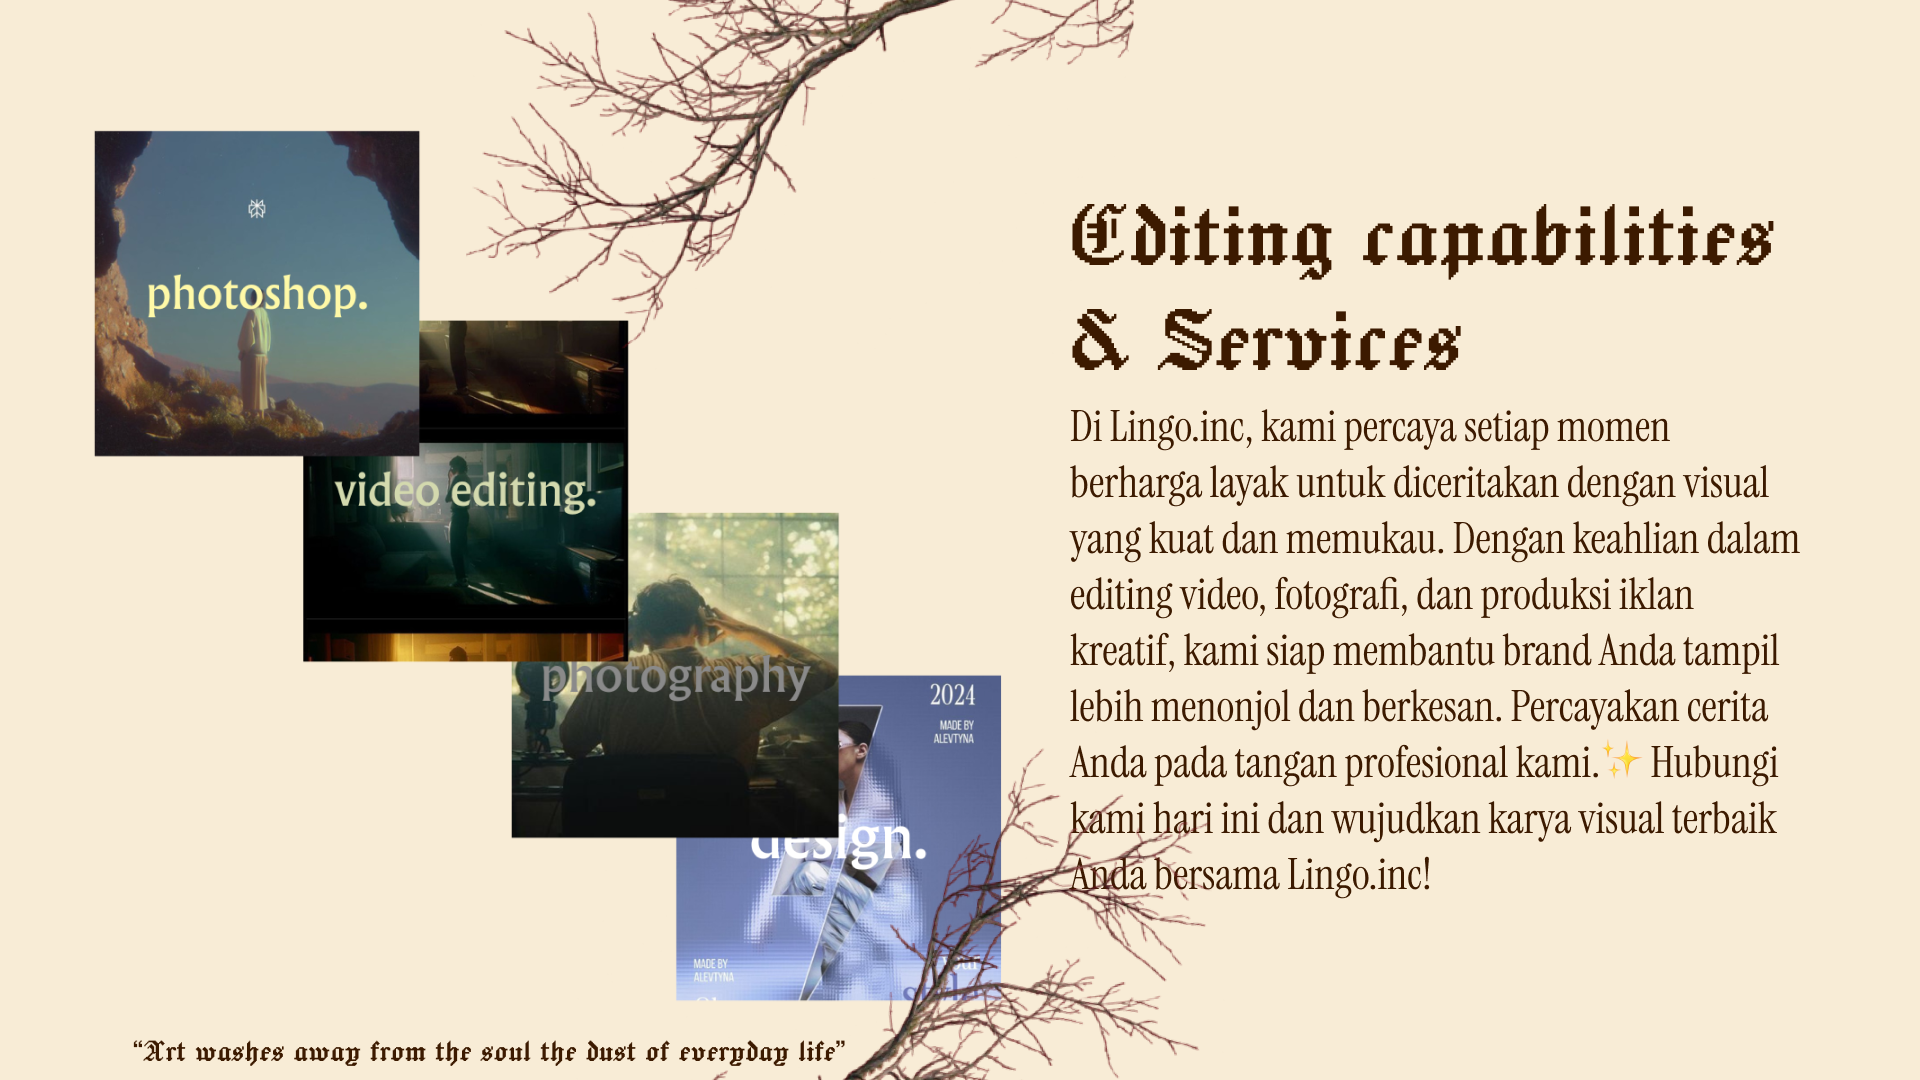 photoshop.
video editing.
photography
2024
MADE BY
ALEVTYNA
design.
MADE BY
ALEVTYNA
your
Editing capabilities
& Services
Di Lingo.inc, kami percaya setiap momen
berharga layak untuk diceritakan dengan visual
yang kuat dan memukau. Dengan keahlian dalam
editing video, fotografi, dan produksi iklan
kreatif, kami siap membantu brand Anda tampil
lebih menonjol dan berkesan. Percayakan cerita
Anda pada tangan profesional kami.✨ Hubungi
kami hari ini dan wujudkan karya visual terbaik
Anda bersama Lingo.inc!
“Art washes away from the soul the dust of everyday life”